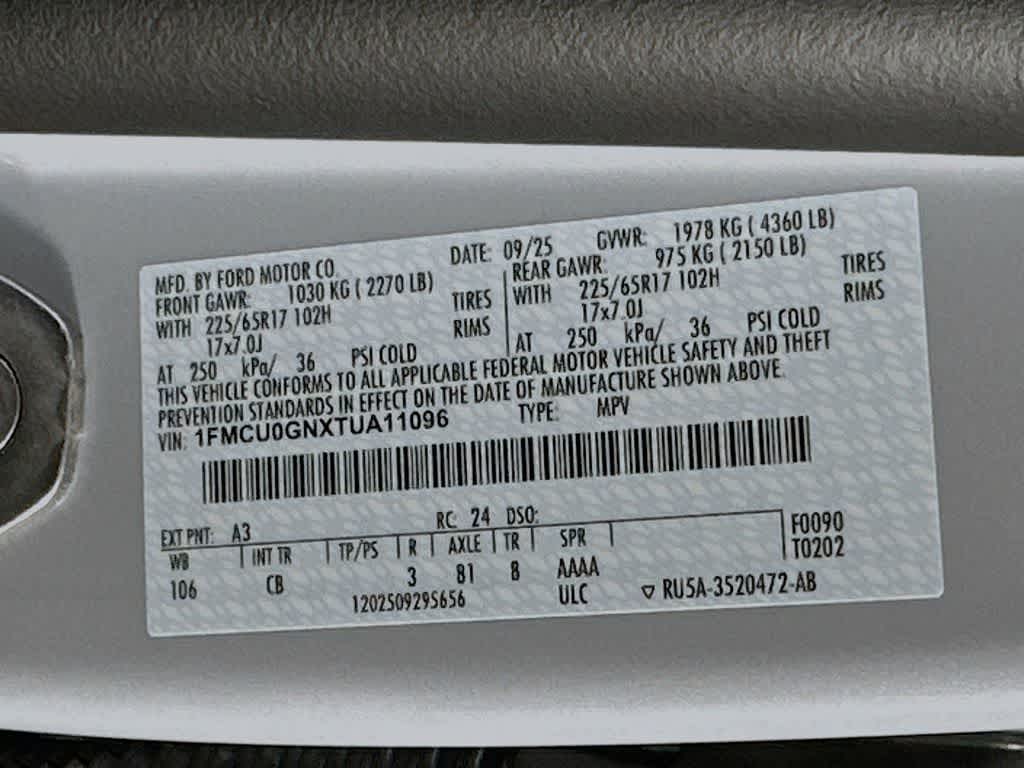 MFD. BY FORD MOTOR CO. DATE: 09/25 GVWR: 1978 KG ( 4360 LB)
FRONT GAWR: 1030 KG ( 2270 LB) REAR GAWR: 975 KG ( 2150 LB)
WITH 225/65R17 102H TIRES WITH 225/65R17 102H TIRES
17x7.0J RIMS 17x7.0J RIMS
AT 250 kPa/ 36 PSI COLD AT 250 kPa/ 36 PSI COLD
THIS VEHICLE CONFORMS TO ALL APPLICABLE FEDERAL MOTOR VEHICLE SAFETY AND THEFT
PREVENTION STANDARDS IN EFFECT ON THE DATE OF MANUFACTURE SHOWN ABOVE.
VIN: 1FMCU0GNXTUA11096 TYPE: MPV
EXT PNT: A3 RC: 24 DSO: F0090
WB INT TR TP/PS R AXLE TR SPR T0202
106 CB 3 81 8 AAAA
1202509295656 ULC ▽ RU5A-3520472-AB